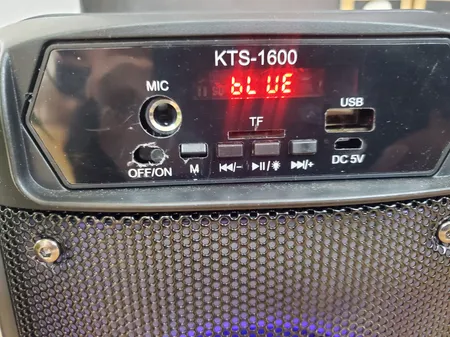 KTS-1600
MIC
bLUE
USB
TF
OFF/ON
M
⏮/−
▶⏸/☀
⏭/+
DC 5V